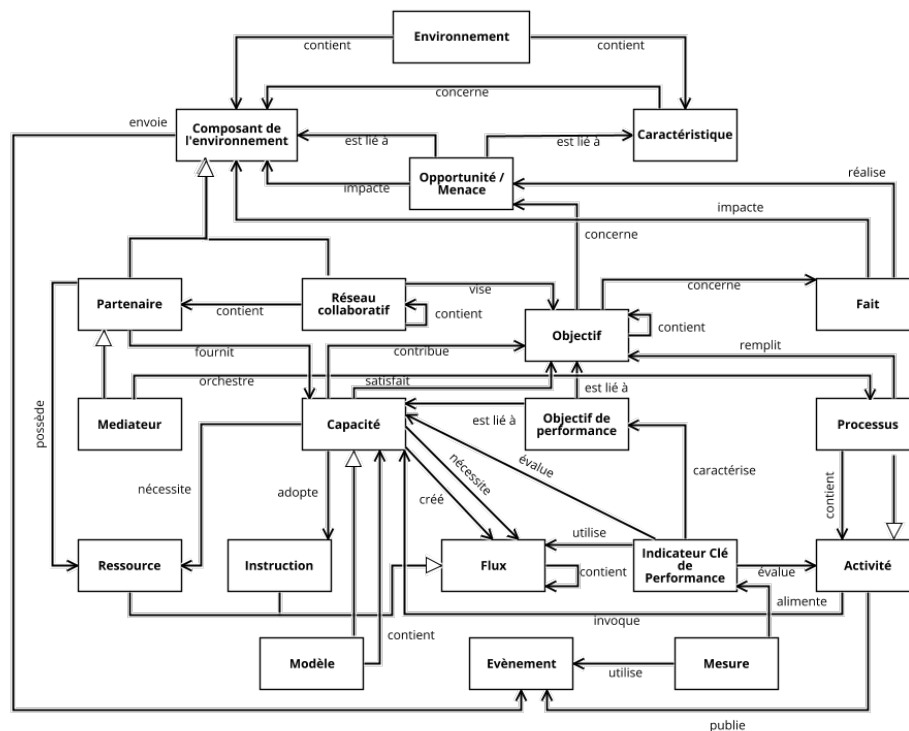 Environnement
contient
contient
concerne
envoie
Composant de
l'environnement
Caractéristique
est lié à
est lié à
Opportunité /
Menace
impacte
réalise
impacte
concerne
Partenaire
contient
Réseau
collaboratif
contient
vise
concerne
Fait
Objectif
contient
fournit
contribue
remplit
orchestre
satisfait
est lié à
possède
Mediateur
Capacité
est lié à
Objectif de
performance
Processus
nécessite
adopte
créé
nécessite
évalue
caractérise
contient
utilise
Ressource
Instruction
Flux
contient
Indicateur Clé
de
Performance
évalue
Activité
alimente
invoque
contient
Modèle
Evènement
utilise
Mesure
publie